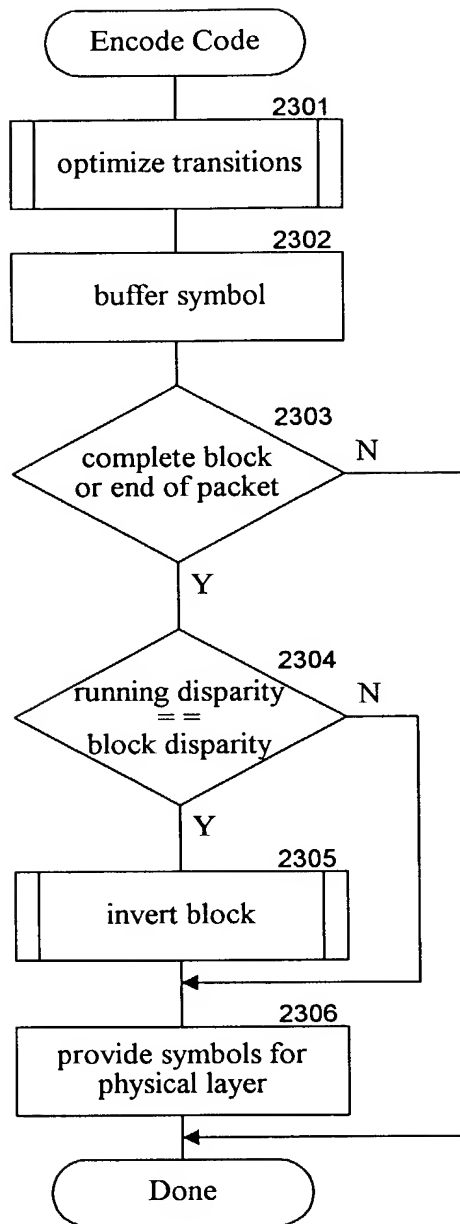 Encode Code
2301
optimize transitions
2302
buffer symbol
2303
complete block
or end of packet
N
Y
2304
running disparity
==
block disparity
N
Y
2305
invert block
2306
provide symbols for
physical layer
Done